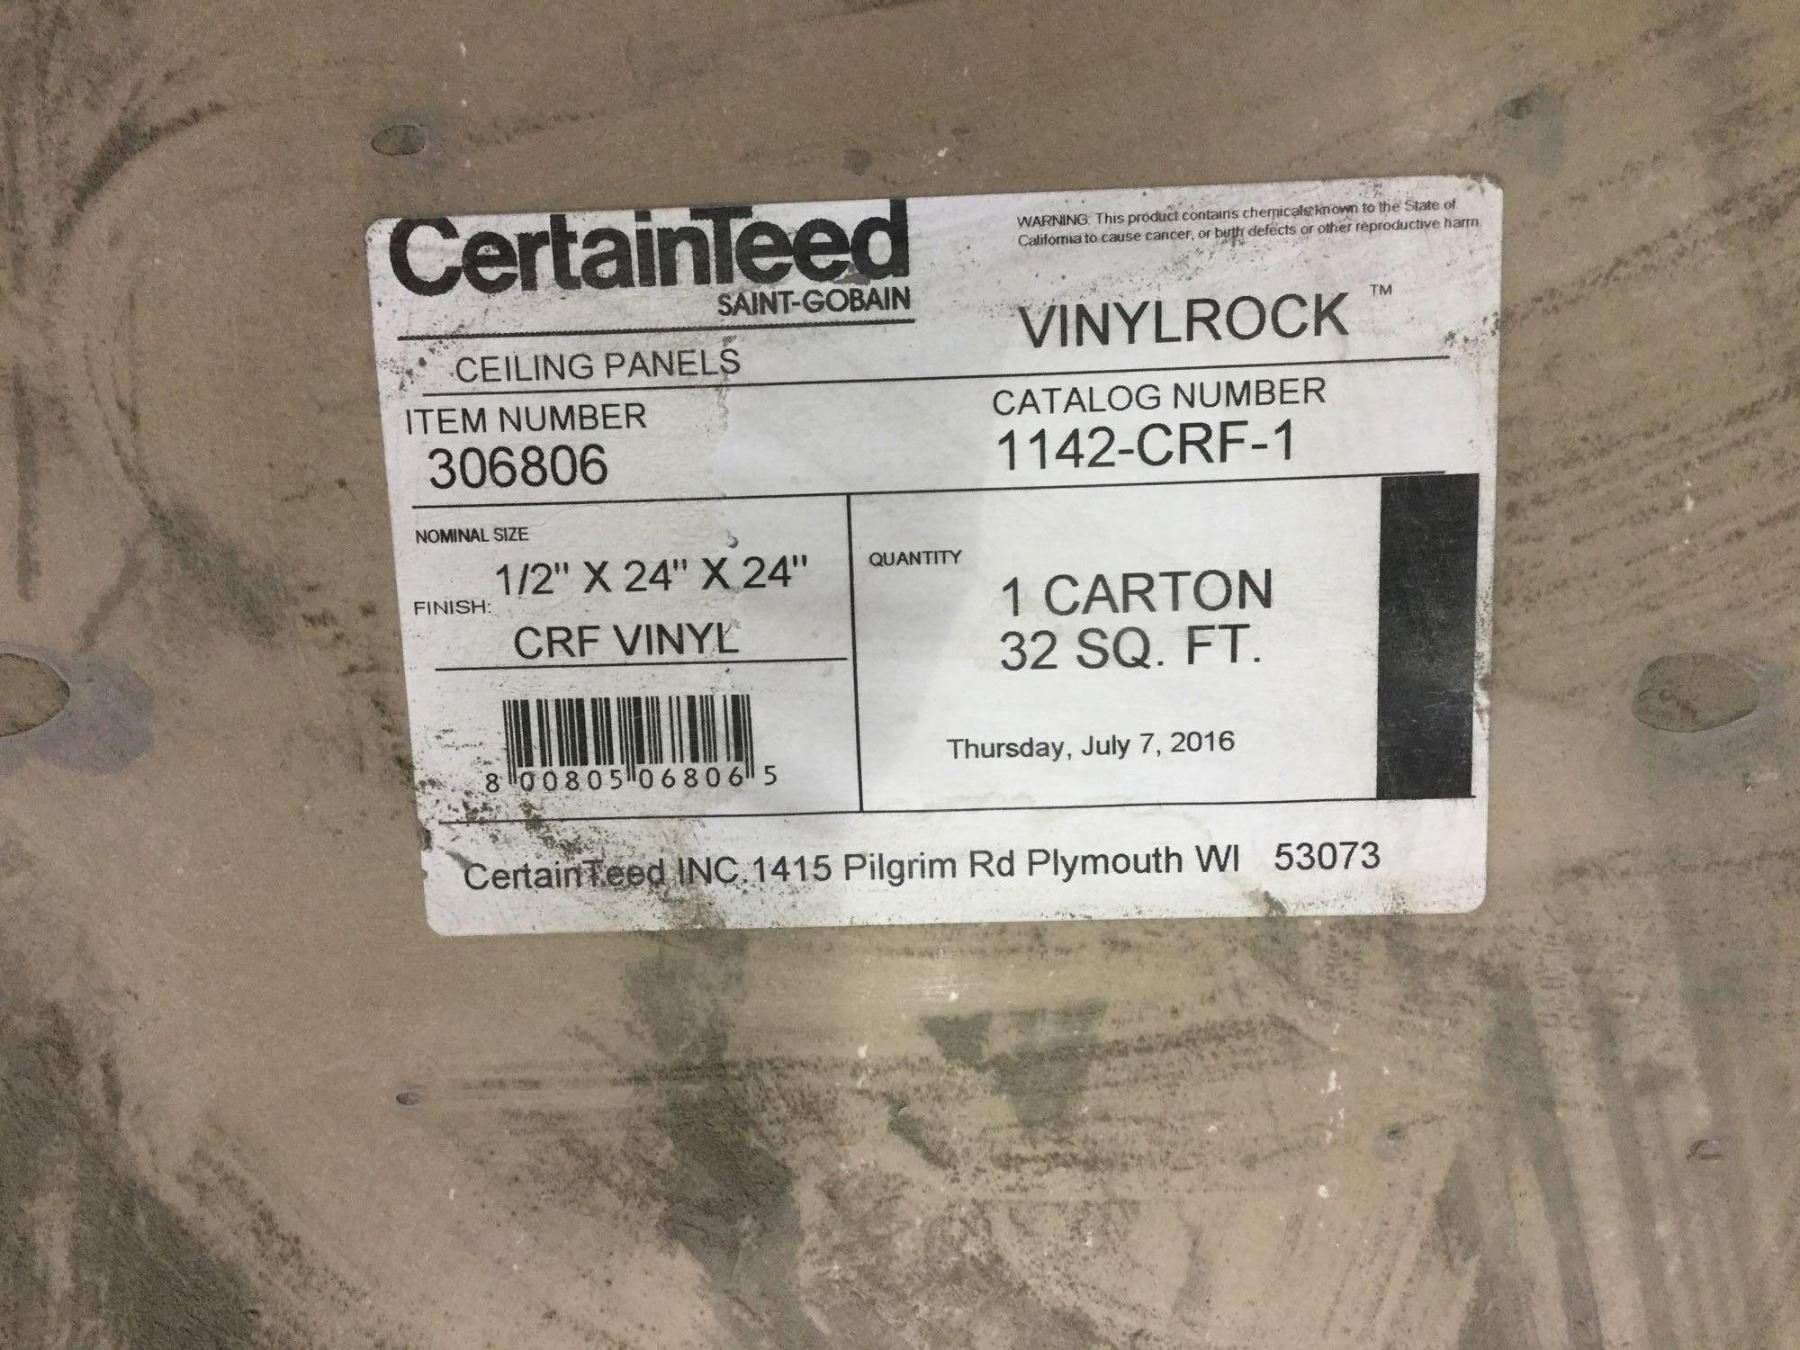 CertainTeed
SAINT-GOBAIN
WARNING: This product contains chemicals known to the State of
California to cause cancer, or birth defects or other reproductive harm.
VINYLROCK ™
CEILING PANELS
ITEM NUMBER
306806
CATALOG NUMBER
1142-CRF-1
NOMINAL SIZE
1/2" X 24" X 24"
FINISH:
CRF VINYL
QUANTITY
1 CARTON
32 SQ. FT.
Thursday, July 7, 2016
8 00805 06806 5
CertainTeed INC.1415 Pilgrim Rd Plymouth WI 53073